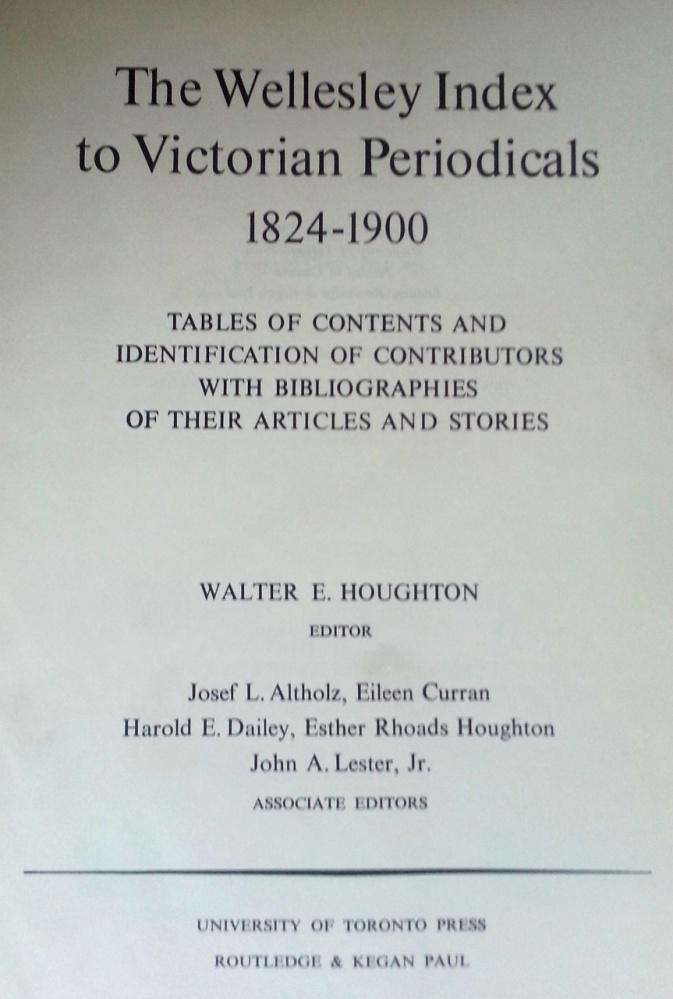 The Wellesley Index
to Victorian Periodicals
1824-1900
TABLES OF CONTENTS AND
IDENTIFICATION OF CONTRIBUTORS
WITH BIBLIOGRAPHIES
OF THEIR ARTICLES AND STORIES
WALTER E. HOUGHTON
EDITOR
Josef L. Altholz, Eileen Curran
Harold E. Dailey, Esther Rhoads Houghton
John A. Lester, Jr.
ASSOCIATE EDITORS
UNIVERSITY OF TORONTO PRESS
ROUTLEDGE & KEGAN PAUL